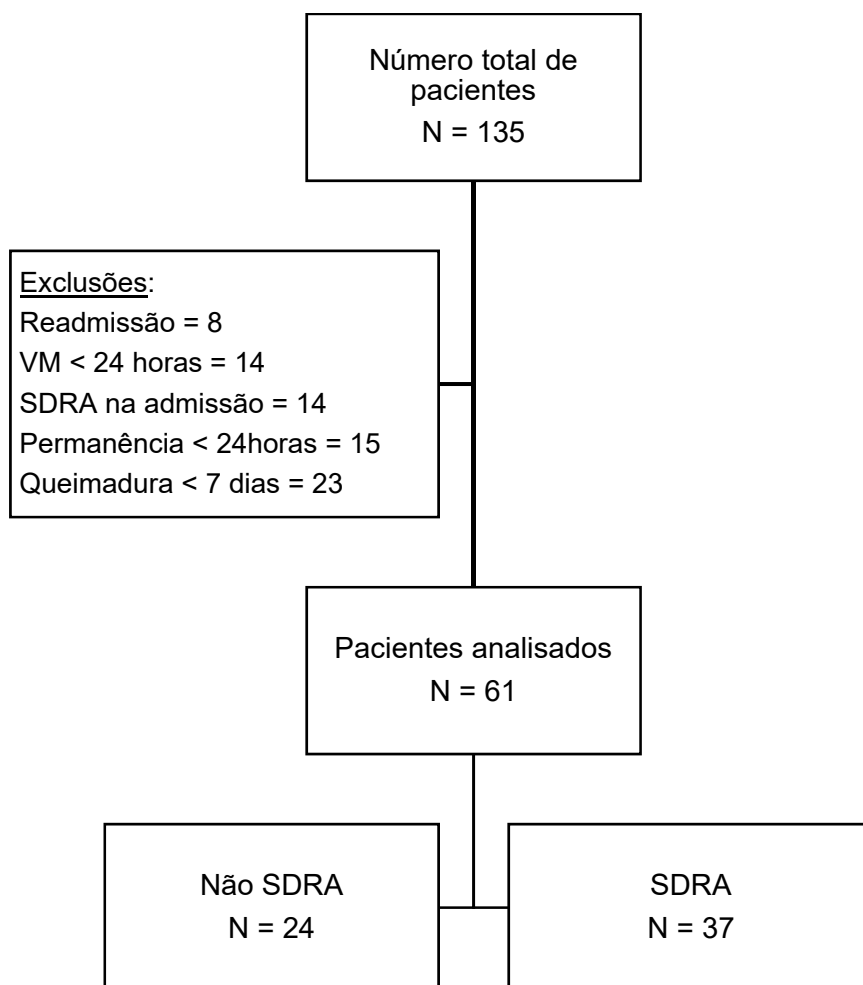 Número total de
pacientes
N = 135
Exclusões:
Readmissão = 8
VM < 24 horas = 14
SDRA na admissão = 14
Permanência < 24horas = 15
Queimadura < 7 dias = 23
Pacientes analisados
N = 61
Não SDRA
N = 24
SDRA
N = 37